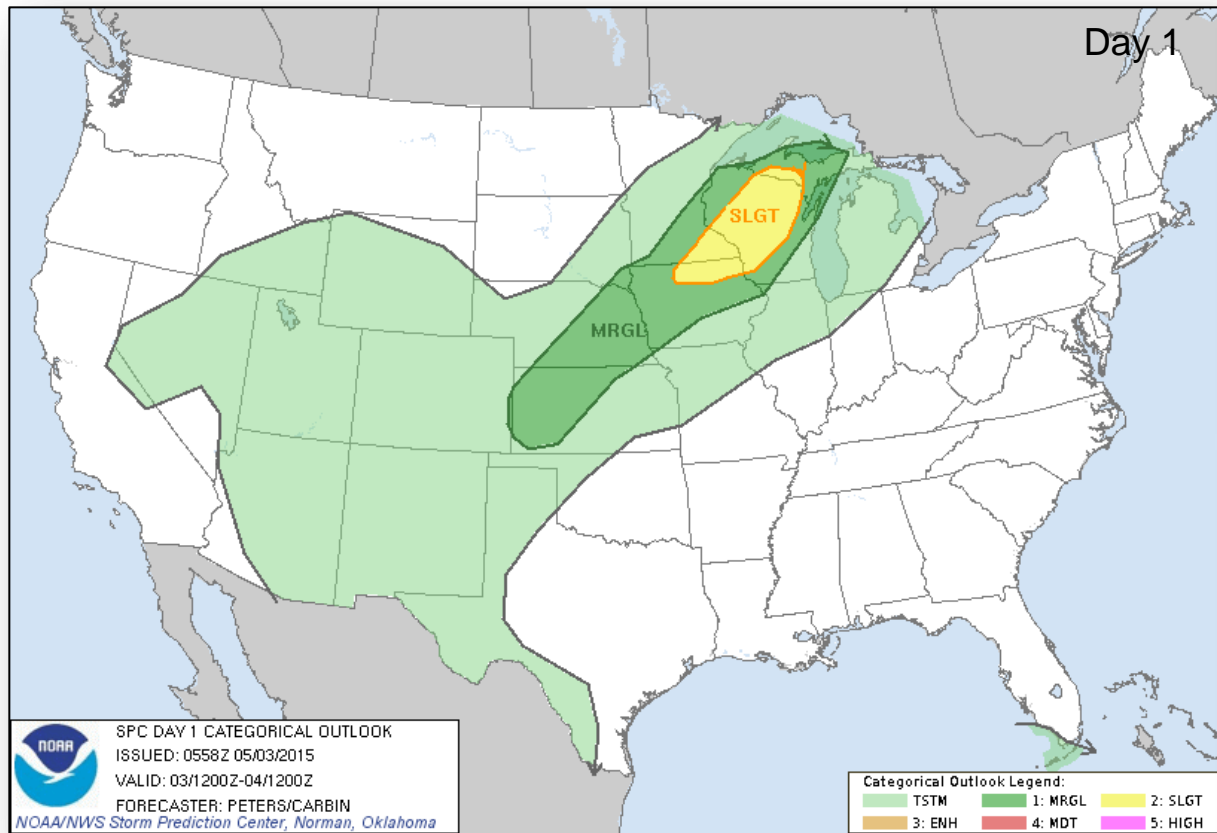 Day 1
SLGT
MRGL
NOAA
SPC DAY 1 CATEGORICAL OUTLOOK
ISSUED: 0558Z 05/03/2015
VALID: 03/1200Z-04/1200Z
FORECASTER: PETERS/CARBIN
NOAA/NWS Storm Prediction Center, Norman, Oklahoma
Categorical Outlook Legend:
TSTM 1: MRGL 2: SLGT
3: ENH 4: MDT 5: HIGH